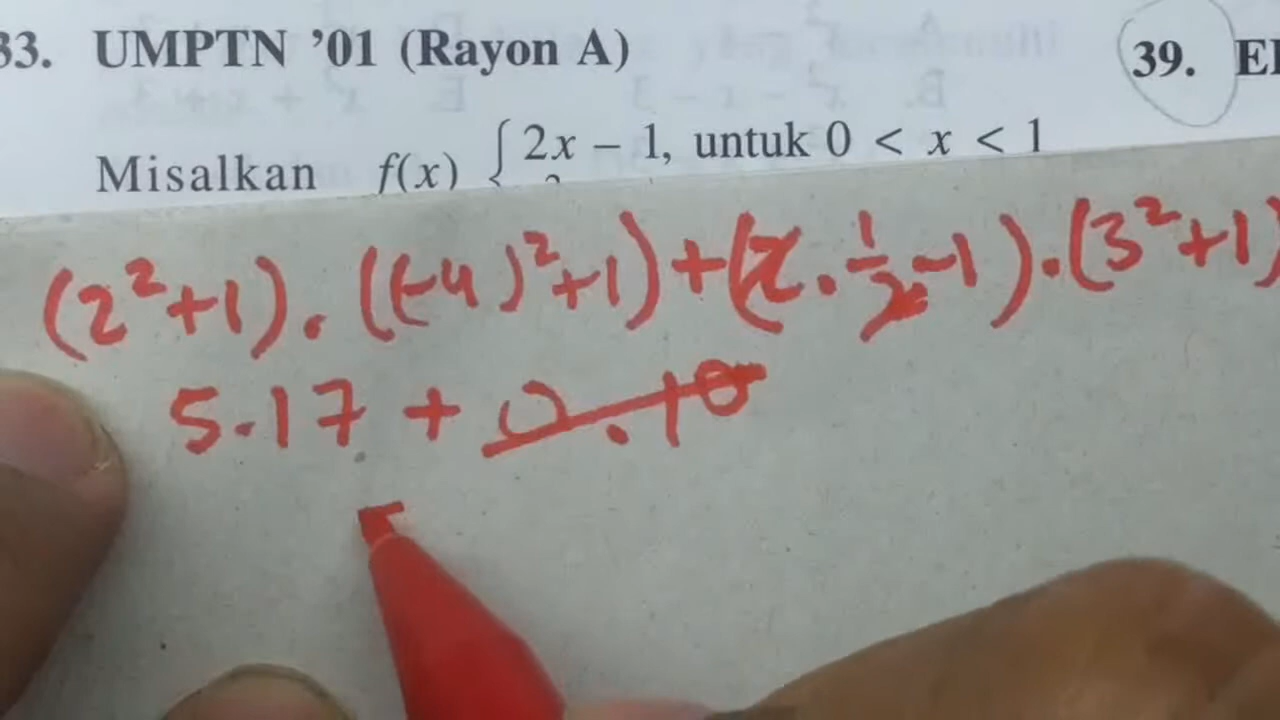 33. UMPTN ’01 (Rayon A)
39.
Misalkan f(x) { 2x – 1, untuk 0 < x < 1
(2²+1).((-4)²+1)+(2.1/2-1).(3²+1)
5.17 + 0.10